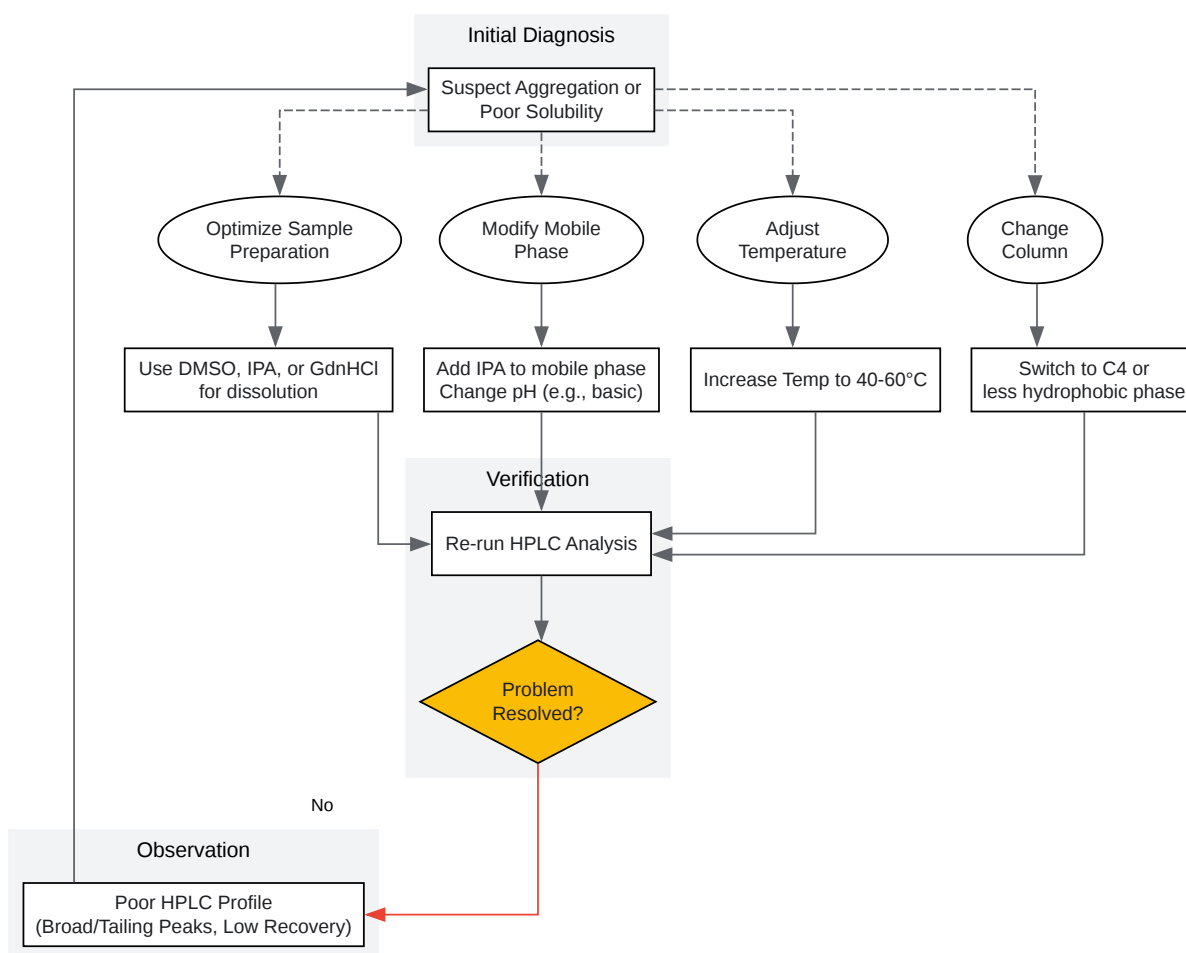 Initial Diagnosis
Suspect Aggregation or
Poor Solubility
Optimize Sample
Preparation
Modify Mobile
Phase
Adjust
Temperature
Change
Column
Use DMSO, IPA, or GdnHCl
for dissolution
Add IPA to mobile phase
Change pH (e.g., basic)
Increase Temp to 40-60°C
Switch to C4 or
less hydrophobic phase
Verification
Re-run HPLC Analysis
Problem
Resolved?
No
Observation
Poor HPLC Profile
(Broad/Tailing Peaks, Low Recovery)